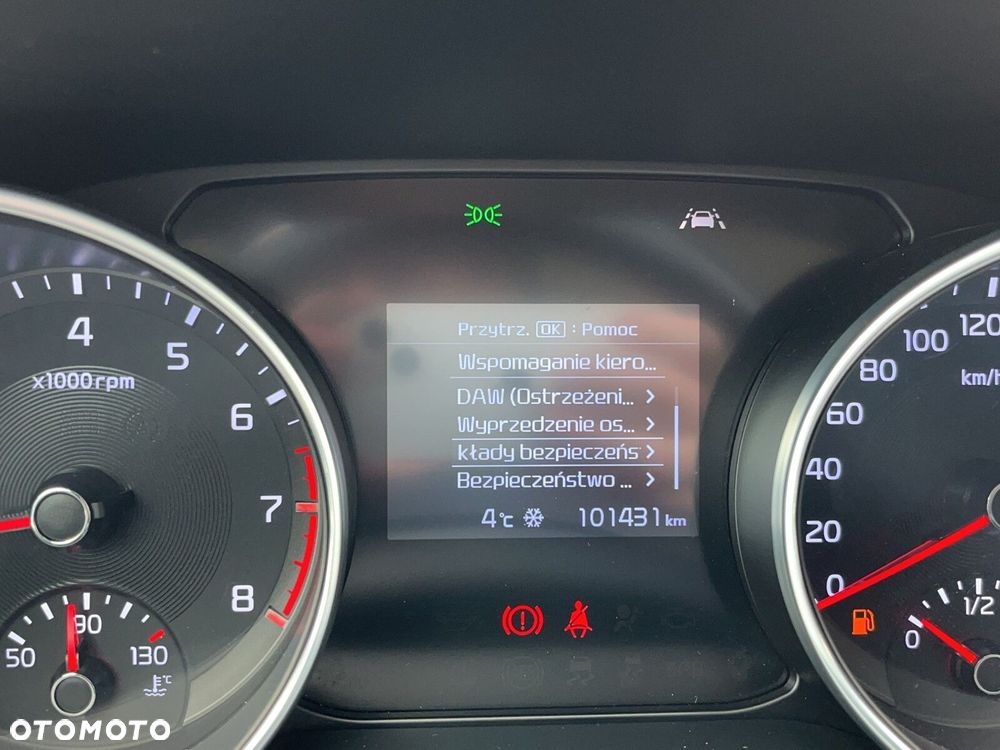 Przytrz. OK : Pomoc
Wspomaganie kiero...
DAW (Ostrzeżeni...
Wyprzedzenie os...
kłady bezpieczeńs
Bezpieczeństwo ...
4°C 101431 km
4
5
6
7
8
x1000rpm
50
90
130
°C
0
20
40
60
80
100
120
km/h
0
1/2
OTOMOTO